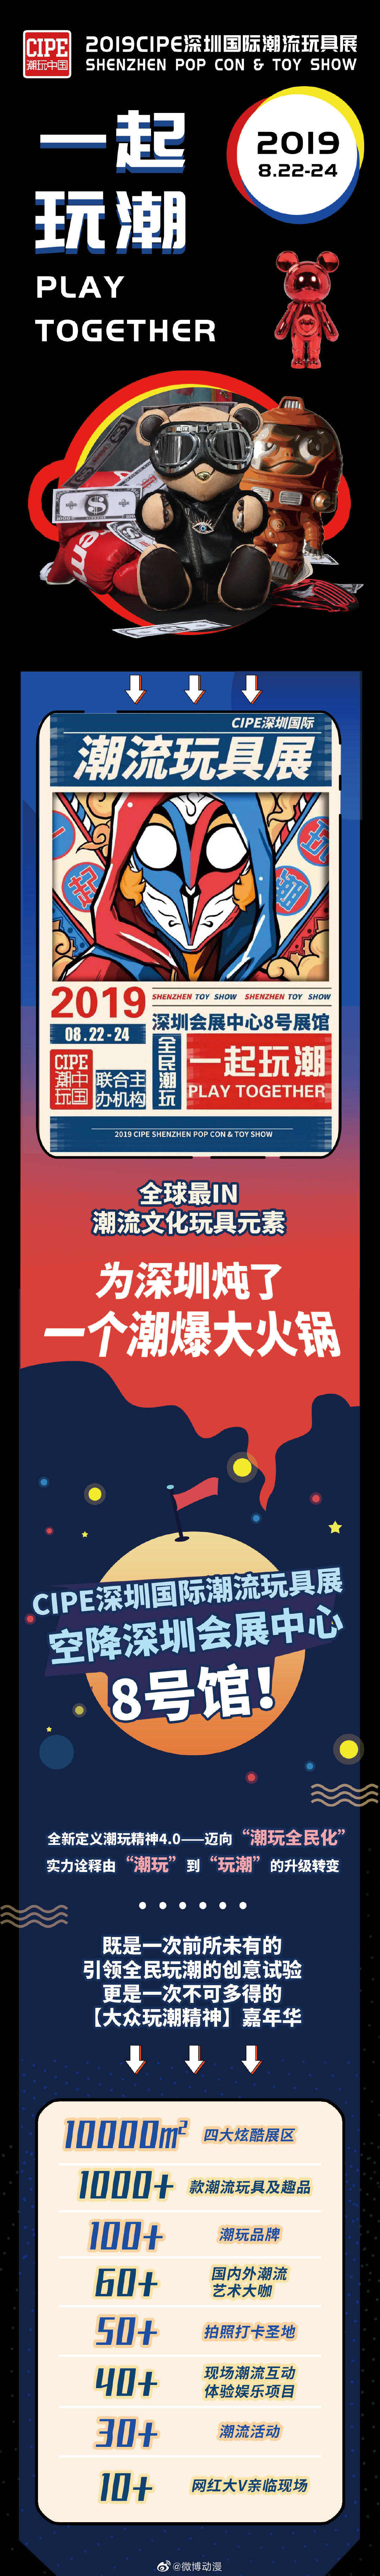 CIPE
潮玩中国
2019CIPE深圳国际潮流玩具展
SHENZHEN POP CON & TOY SHOW
一起
玩潮
2019
8.22-24
PLAY
TOGETHER
CIPE深圳国际
潮流玩具展
一起
玩潮
2019
SHENZHEN TOY SHOW SHENZHEN TOY SHOW
08.22-24
深圳会展中心8号展馆
CIPE
潮中
玩国
联合主
办机构
全民潮玩
一起玩潮
PLAY TOGETHER
2019 CIPE SHENZHEN POP CON & TOY SHOW
全球最IN
潮流文化玩具元素
为深圳炖了
一个潮爆大火锅
CIPE深圳国际潮流玩具展
空降深圳会展中心
8号馆!
全新定义潮玩精神4.0——迈向“潮玩全民化”
实力诠释由“潮玩”到“玩潮”的升级转变
既是一次前所未有的
引领全民玩潮的创意试验
更是一次不可多得的
【大众玩潮精神】嘉年华
10000m² 四大炫酷展区
1000+ 款潮流玩具及趣品
100+ 潮玩品牌
60+ 国内外潮流
艺术大咖
50+ 拍照打卡圣地
40+ 现场潮流互动
体验娱乐项目
30+ 潮流活动
10+ 网红大V亲临现场
@微博动漫